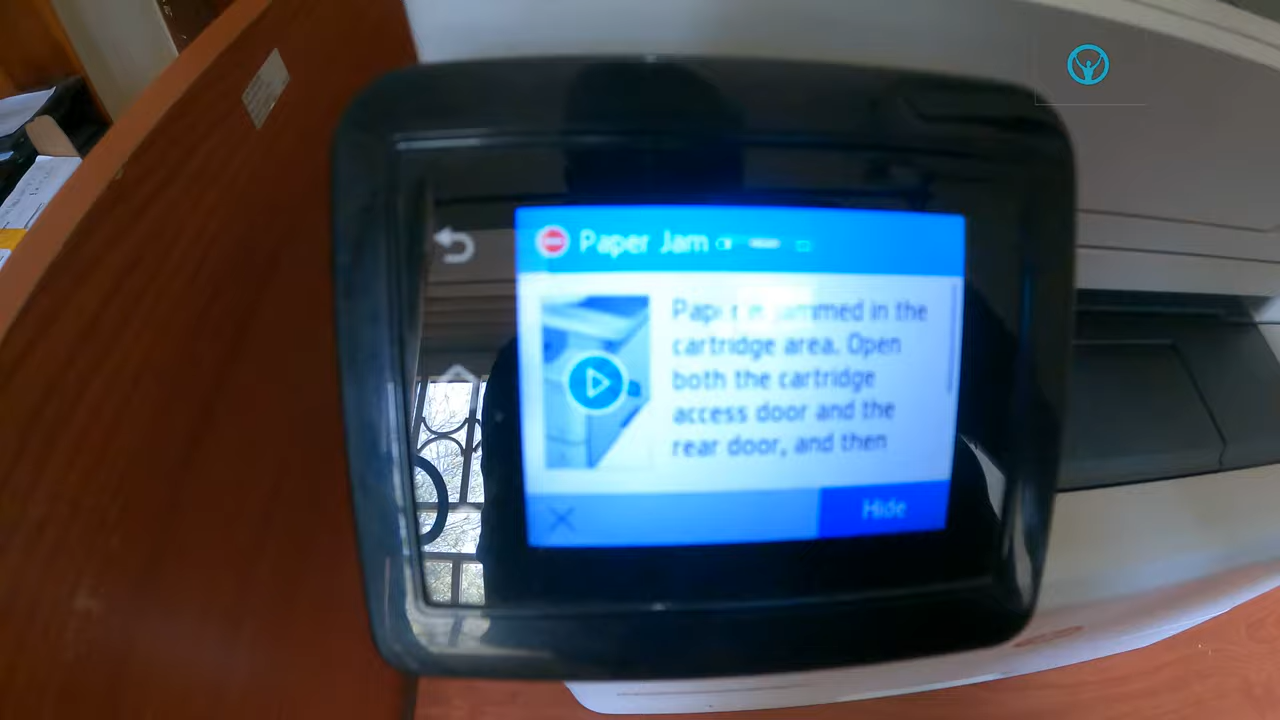 Paper Jam
Paper jammed in the
cartridge area. Open
both the cartridge
access door and the
rear door, and then
Hide